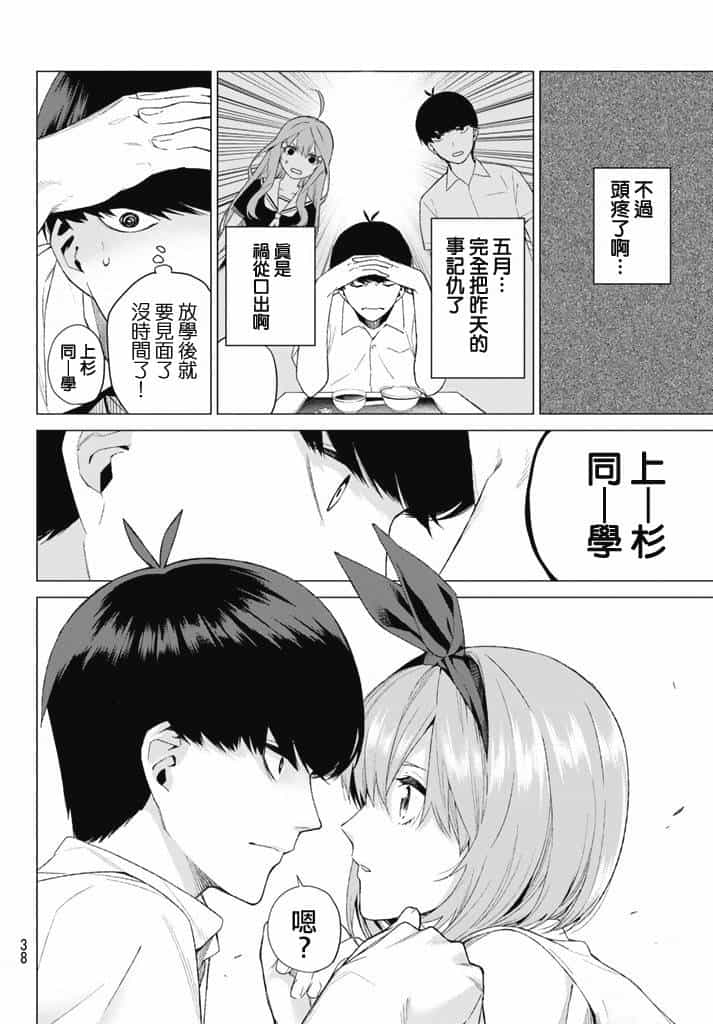 不過
頭疼了啊…
五月…
完全把昨天的
事記仇了
眞是
禍從口出啊
放學後就
要見面了
沒時間了！
上杉
同—學
上—杉
同—學
嗯？
38